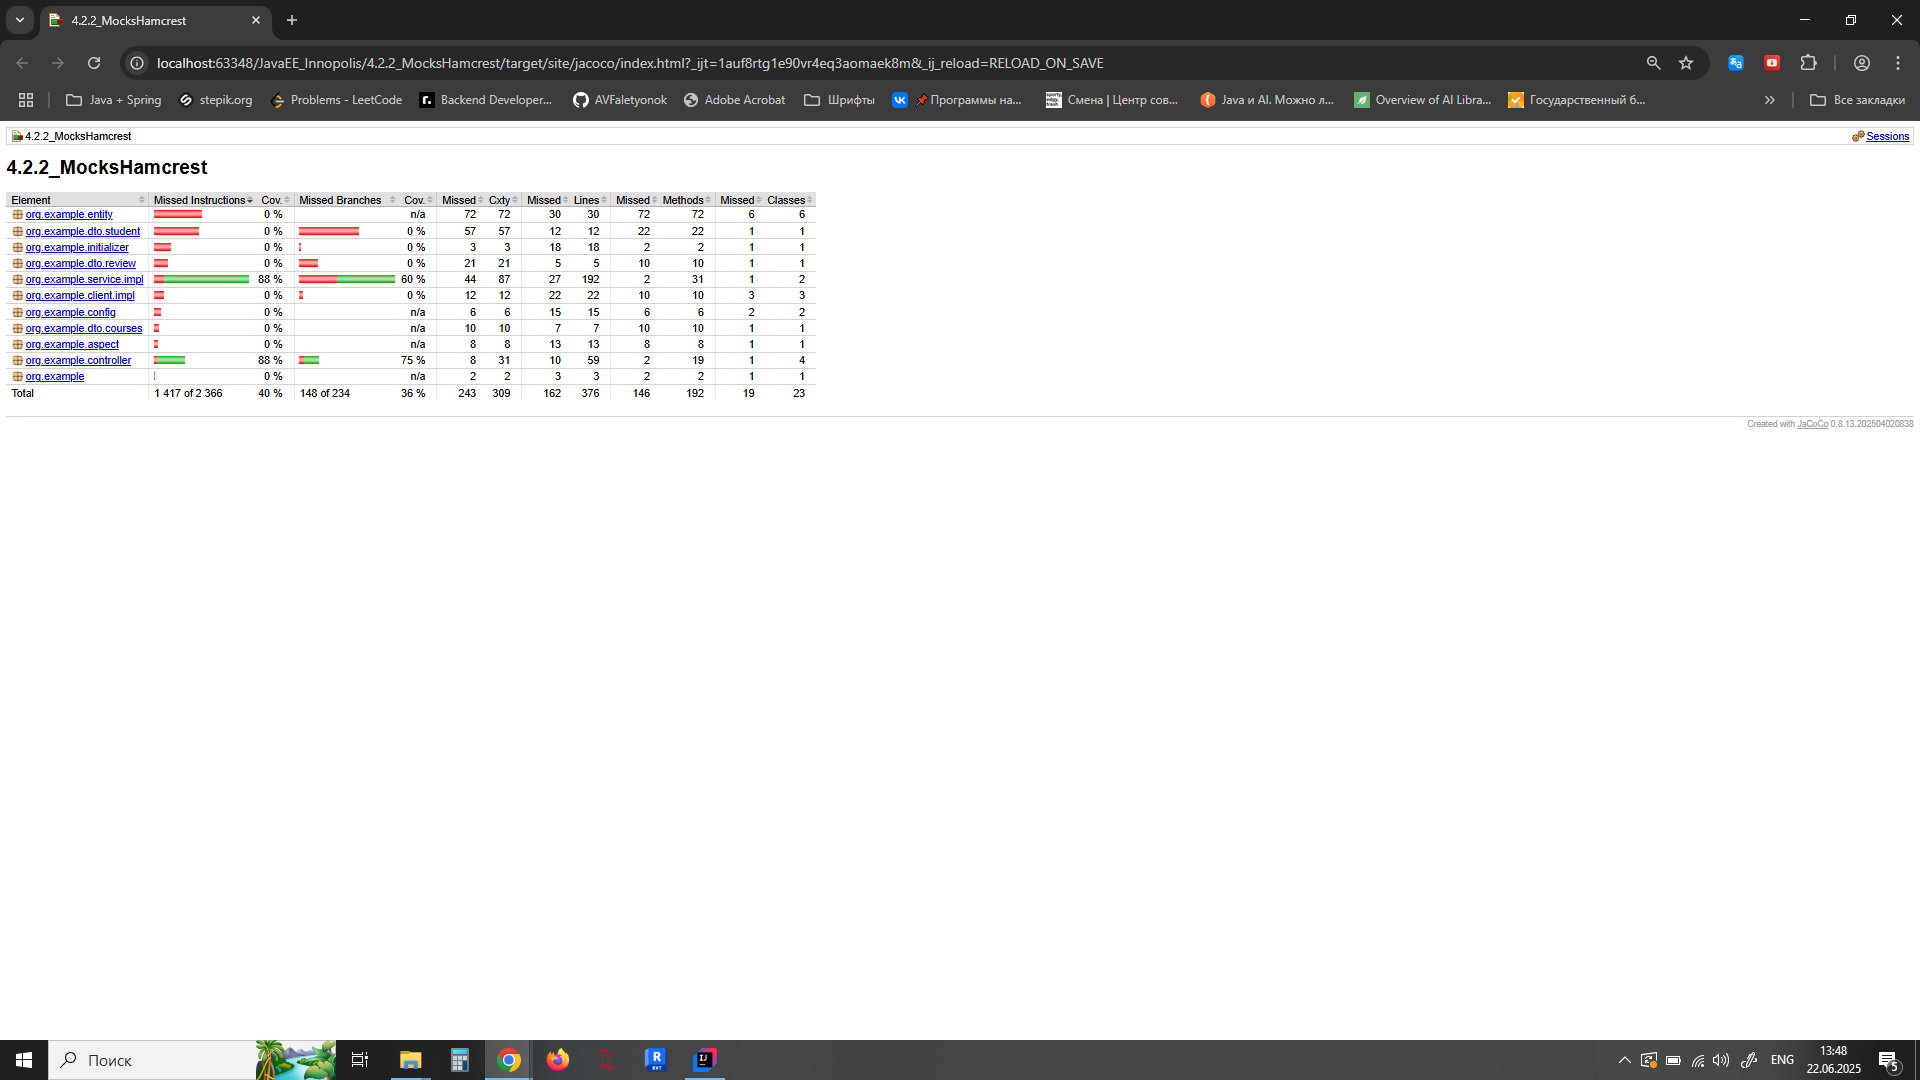 4.2.2_MocksHamcrest
localhost:63348/JavaEE_Innopolis/4.2.2_MocksHamcrest/target/site/jacoco/index.html?_ijt=1auf8rtg1e90vr4eq3aomaek8m&_ij_reload=RELOAD_ON_SAVE
Java + Spring stepik.org Problems - LeetCode Backend Developer... AVFaletyonok Adobe Acrobat Шрифты Программы на... Смена | Центр сов... Java и AI. Можно л... Overview of AI Libra... Государственный б... Все закладки
4.2.2_MocksHamcrest Sessions
4.2.2_MocksHamcrest
Element Missed Instructions Cov. Missed Branches Cov. Missed Cxty Missed Lines Missed Methods Missed Classes
org.example.entity 0 % n/a 72 72 30 30 72 72 6 6
org.example.dto.student 0 % 0 % 57 57 12 12 22 22 1 1
org.example.initializer 0 % 0 % 3 3 18 18 2 2 1 1
org.example.dto.review 0 % 0 % 21 21 5 5 10 10 1 1
org.example.service.impl 88 % 60 % 44 87 27 192 2 31 1 2
org.example.client.impl 0 % 0 % 12 12 22 22 10 10 3 3
org.example.config 0 % n/a 6 6 15 15 6 6 2 2
org.example.dto.courses 0 % n/a 10 10 7 7 10 10 1 1
org.example.aspect 0 % n/a 8 8 13 13 8 8 1 1
org.example.controller 88 % 75 % 8 31 10 59 2 19 1 4
org.example 0 % n/a 2 2 3 3 2 2 1 1
Total 1 417 of 2 366 40 % 148 of 234 36 % 243 309 162 376 146 192 19 23
Created with JaCoCo 0.8.13.202504020838
Поиск
ENG
13:48
22.06.2025
5